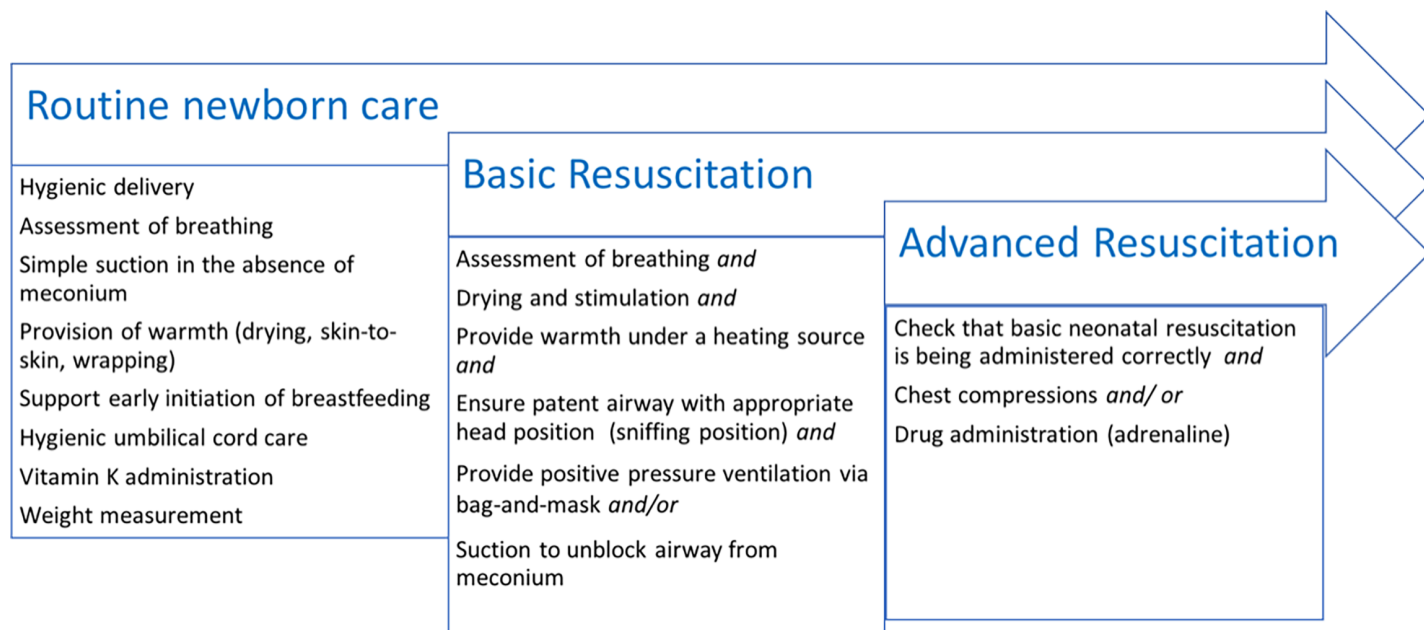 Routine newborn care
Hygienic delivery
Assessment of breathing
Simple suction in the absence of
meconium
Provision of warmth (drying, skin-to-
skin, wrapping)
Support early initiation of breastfeeding
Hygienic umbilical cord care
Vitamin K administration
Weight measurement
Basic Resuscitation
Assessment of breathing and
Drying and stimulation and
Provide warmth under a heating source
and
Ensure patent airway with appropriate
head position (sniffing position) and
Provide positive pressure ventilation via
bag-and-mask and/or
Suction to unblock airway from
meconium
Advanced Resuscitation
Check that basic neonatal resuscitation
is being administered correctly and
Chest compressions and/ or
Drug administration (adrenaline)